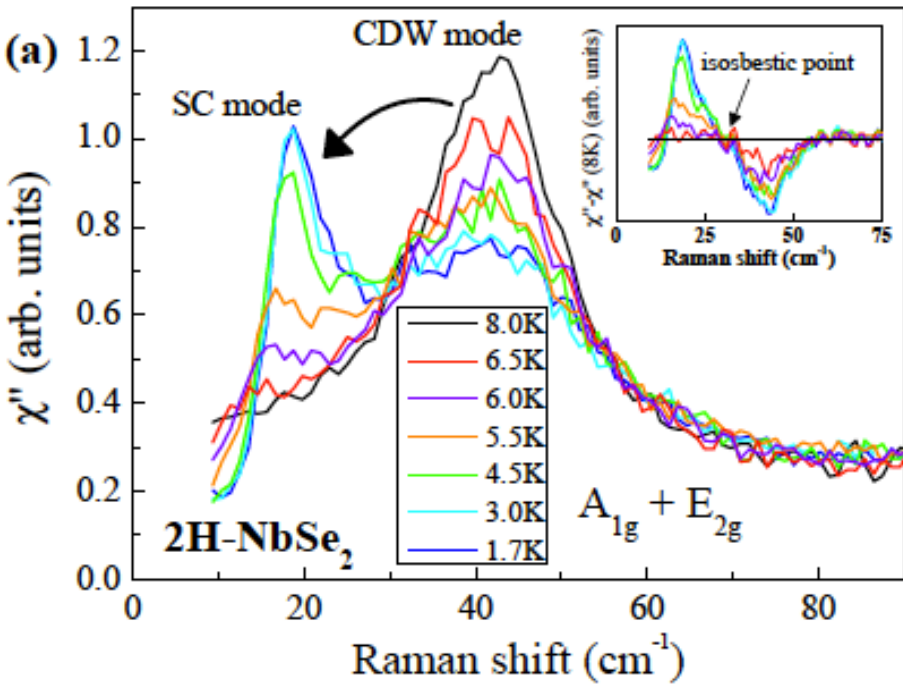 (a)
CDW mode
SC mode
isosbestic point
χ''-χ'' (8K) (arb. units)
0 25 50 75
Raman shift (cm⁻¹)
χ'' (arb. units)
1.2
1.0
0.8
0.6
0.4
0.2
0.0
8.0K
6.5K
6.0K
5.5K
4.5K
3.0K
1.7K
A₁g + E₂g
2H-NbSe₂
0 20 40 60 80
Raman shift (cm⁻¹)